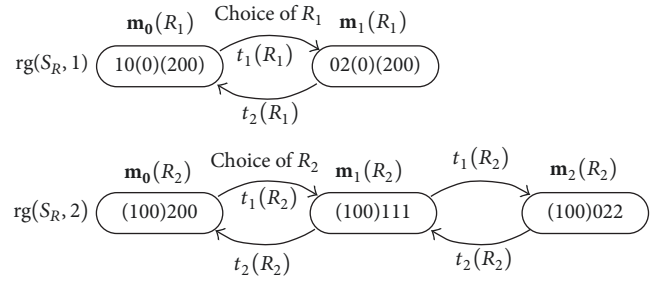 m₀(R₁) Choice of R₁ m₁(R₁)
rg(S_R, 1) 10(0)(200) t₁(R₁) 02(0)(200)
t₂(R₁)
m₀(R₂) Choice of R₂ m₁(R₂) t₁(R₂) m₂(R₂)
rg(S_R, 2) (100)200 t₁(R₂) (100)111 (100)022
t₂(R₂) t₂(R₂)